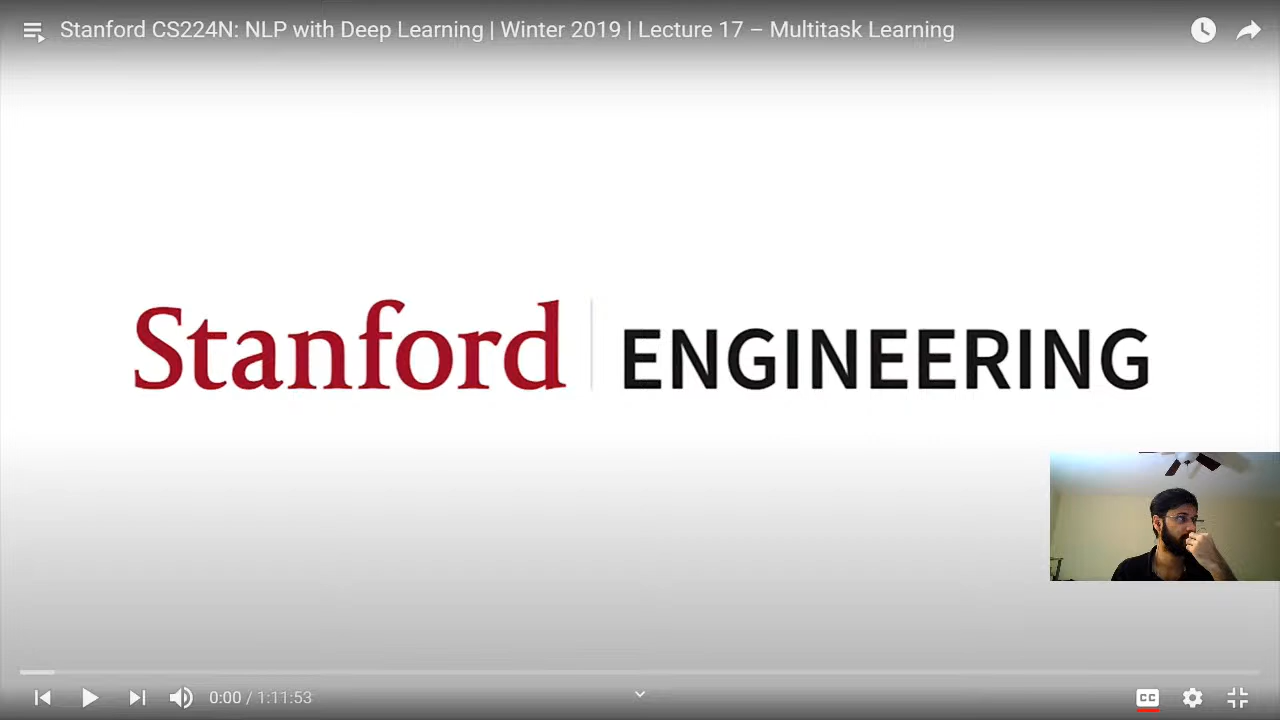 Stanford CS224N: NLP with Deep Learning | Winter 2019 | Lecture 17 – Multitask Learning
Stanford ENGINEERING
0:00 / 1:11:53
CC